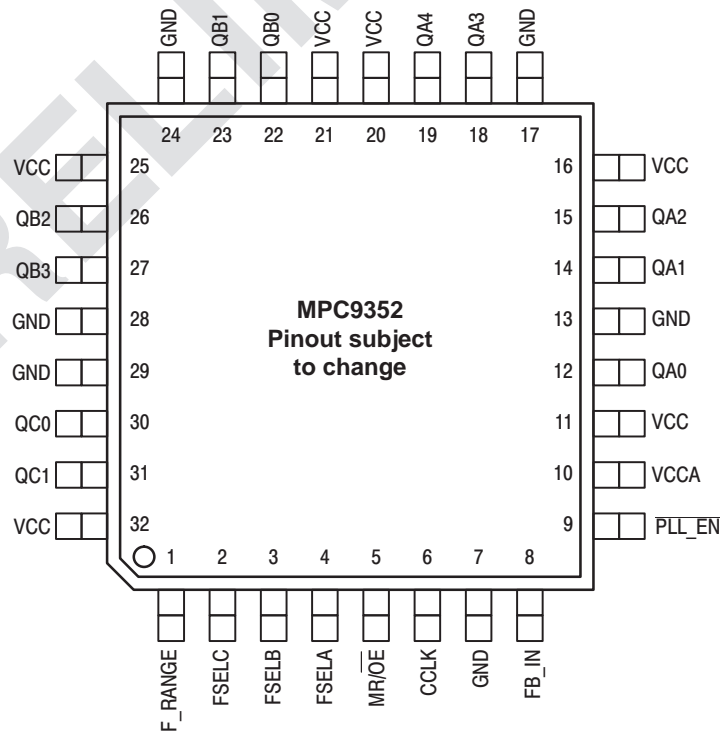 GND
QB1
QB0
VCC
VCC
QA4
QA3
GND
24 23 22 21 20 19 18 17
VCC 25 16 VCC
QB2 26 15 QA2
QB3 27 14 QA1
GND 28 13 GND
GND 29 12 QA0
QC0 30 11 VCC
QC1 31 10 VCCA
VCC 32 9 PLL_EN
MPC9352
Pinout subject
to change
1 2 3 4 5 6 7 8
F_RANGE
FSELC
FSELB
FSELA
MR/OE
CCLK
GND
FB_IN